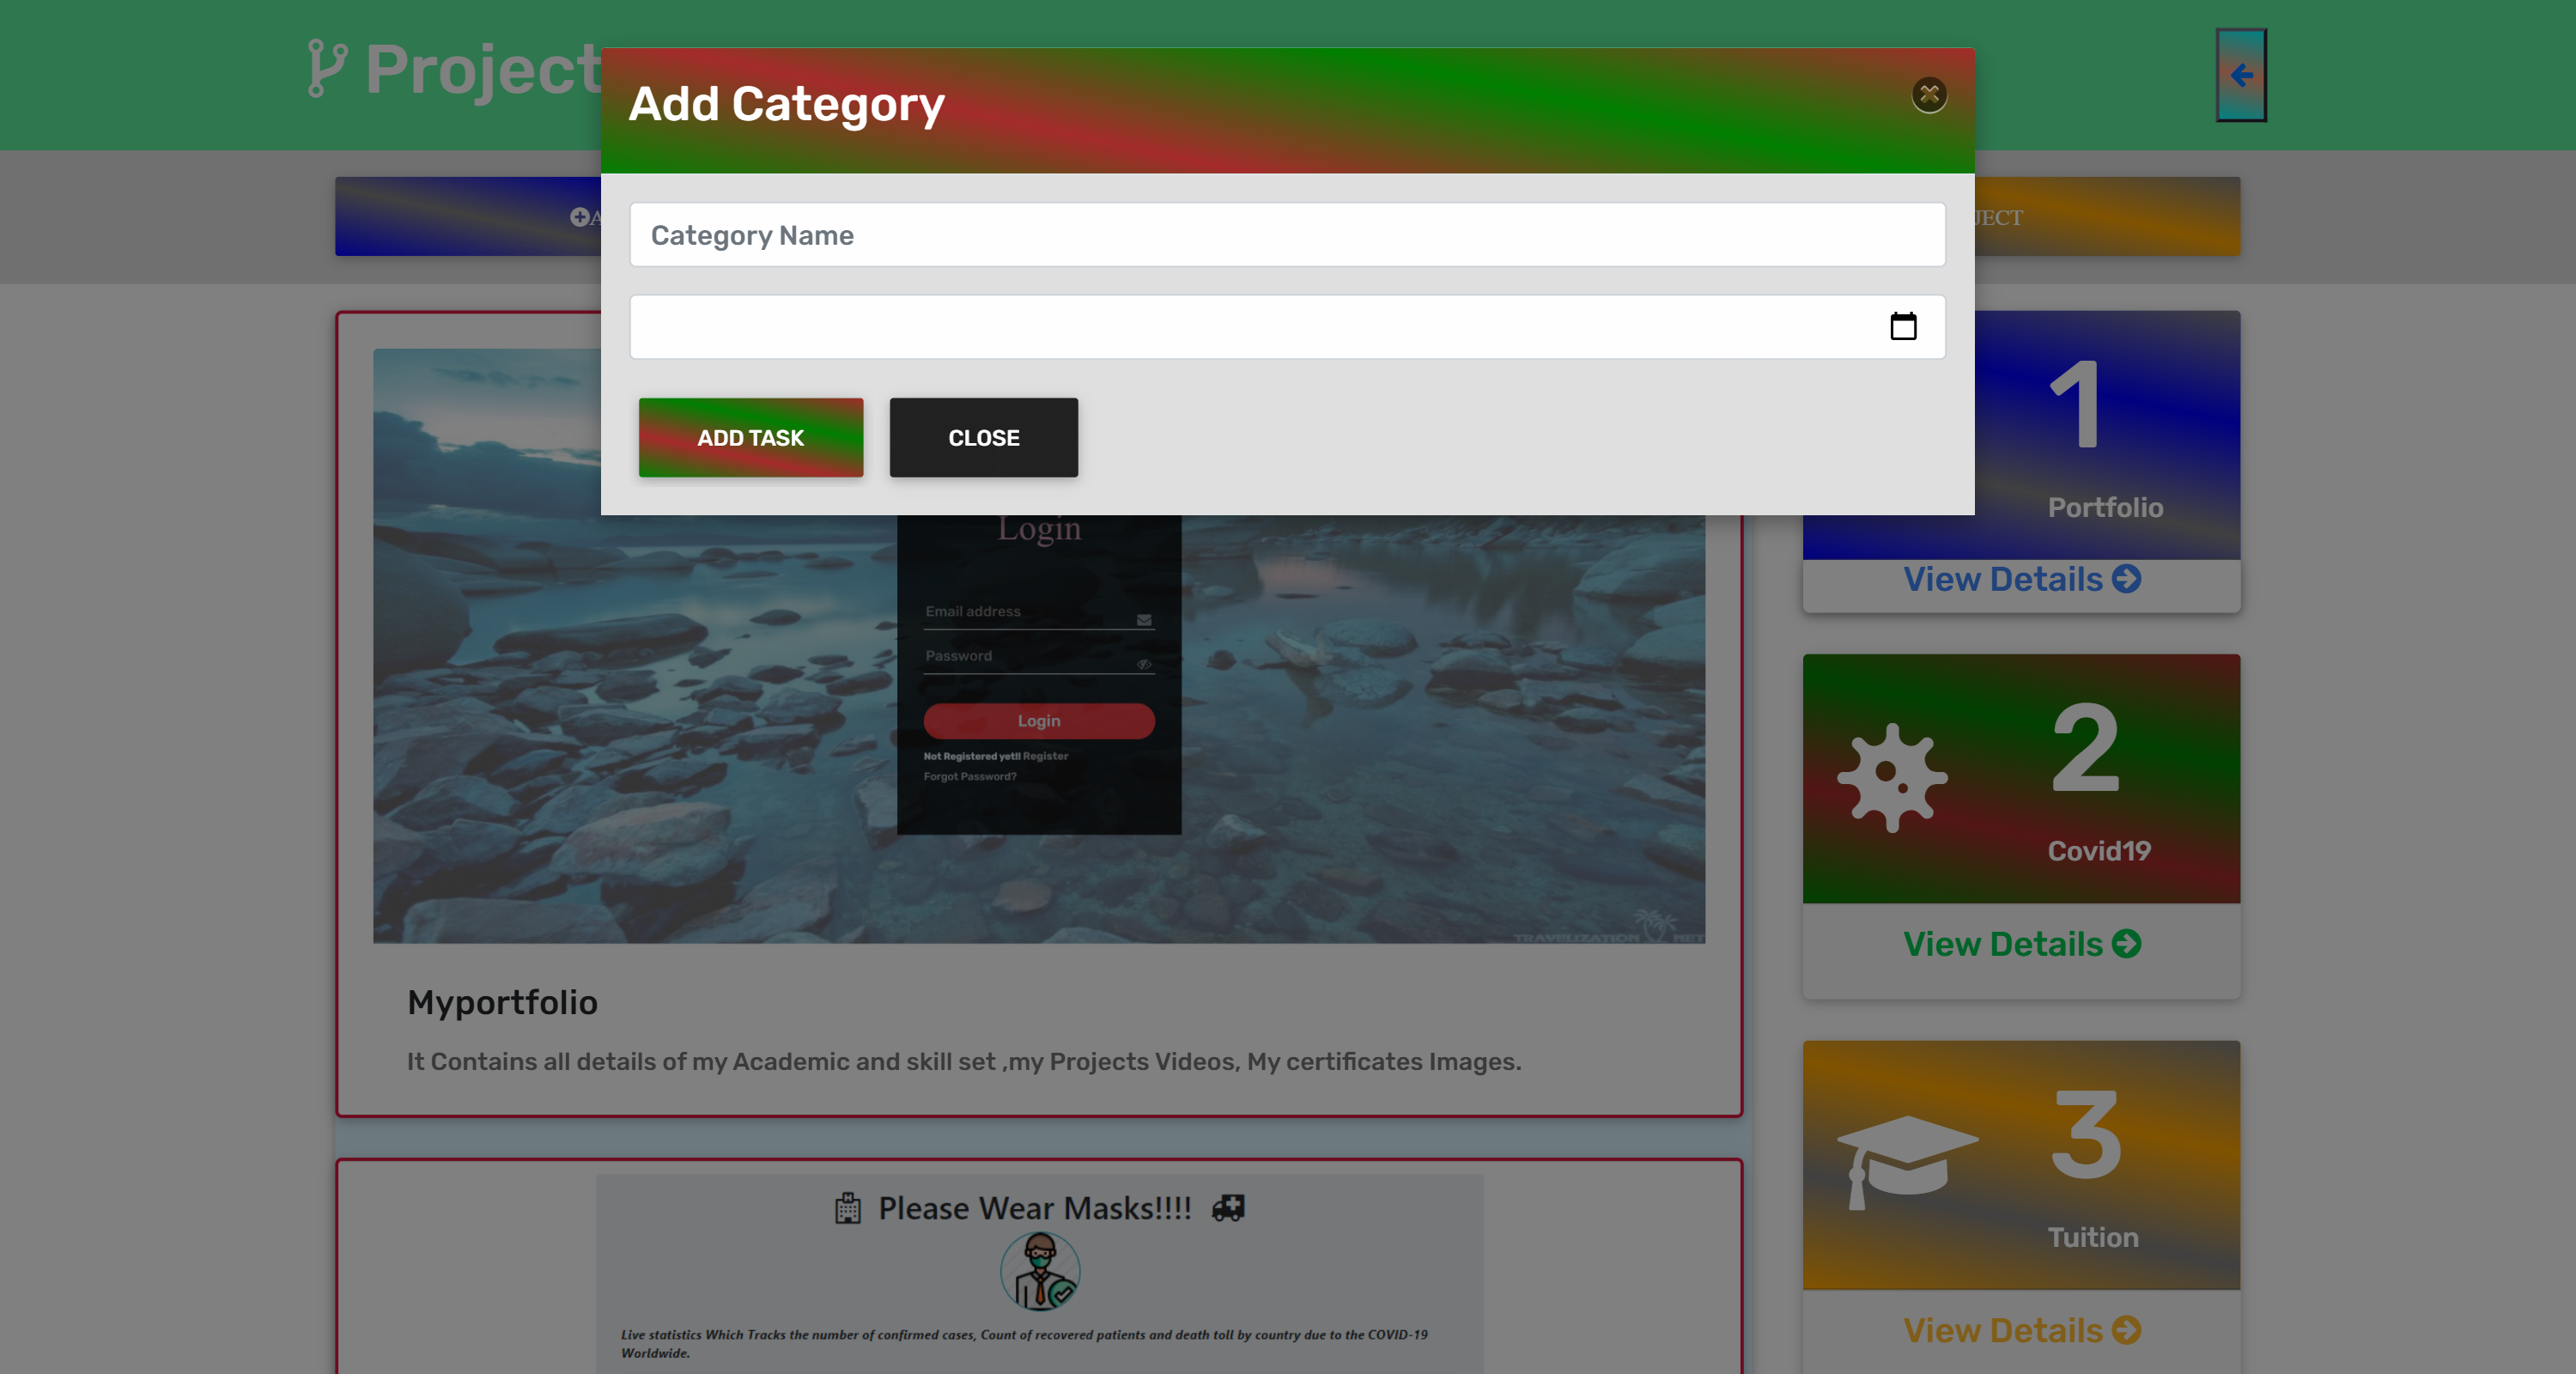 Project
Add Category
JECT
Category Name
ADD TASK
CLOSE
1
Portfolio
View Details
Login
Email address
Password
Login
Not Registered yet!! Register
Forgot Password?
2
Covid19
View Details
TRAVELIZATION NET
Myportfolio
It Contains all details of my Academic and skill set ,my Projects Videos, My certificates Images.
3
Tuition
View Details
Please Wear Masks!!!!
Live statistics Which Tracks the number of confirmed cases, Count of recovered patients and death toll by country due to the COVID-19
Worldwide.